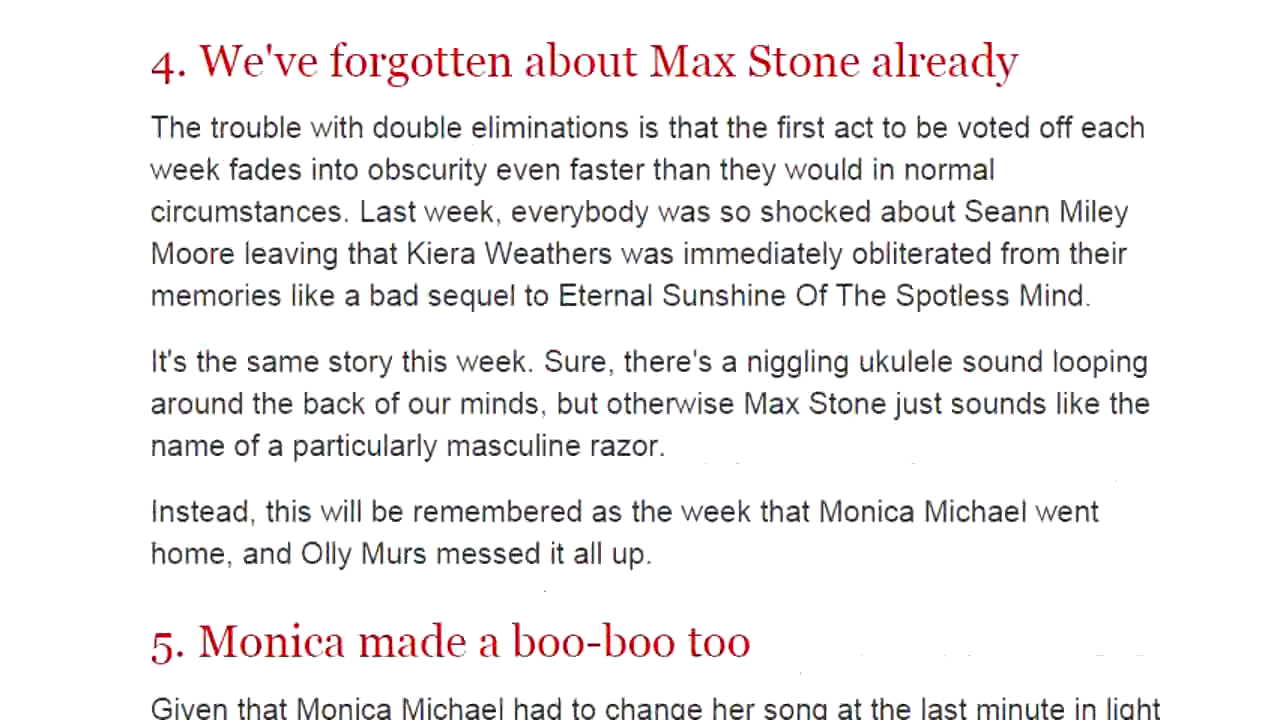 4. We've forgotten about Max Stone already
The trouble with double eliminations is that the first act to be voted off each
week fades into obscurity even faster than they would in normal
circumstances. Last week, everybody was so shocked about Seann Miley
Moore leaving that Kiera Weathers was immediately obliterated from their
memories like a bad sequel to Eternal Sunshine Of The Spotless Mind.
It's the same story this week. Sure, there's a niggling ukulele sound looping
around the back of our minds, but otherwise Max Stone just sounds like the
name of a particularly masculine razor.
Instead, this will be remembered as the week that Monica Michael went
home, and Olly Murs messed it all up.
5. Monica made a boo-boo too
Given that Monica Michael had to change her song at the last minute in light